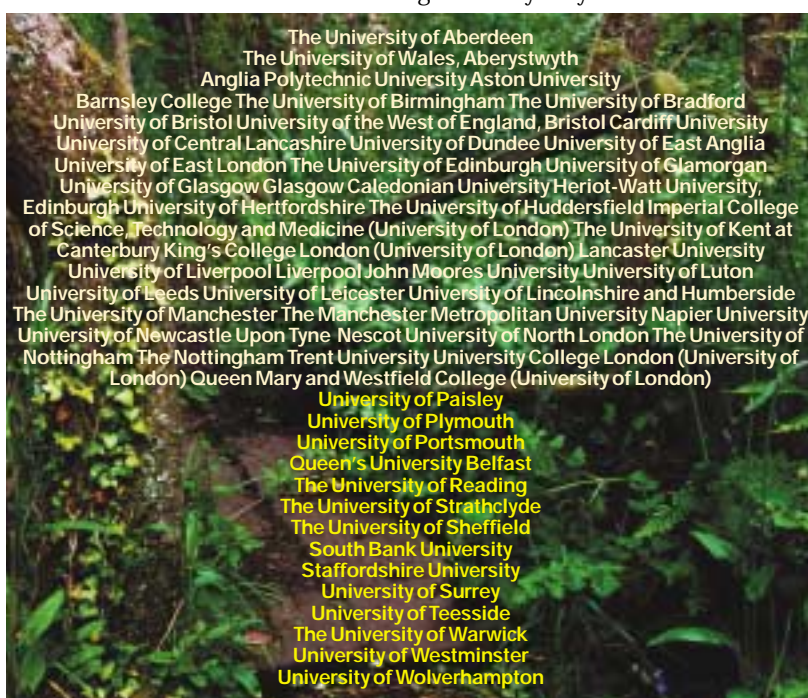 The University of Aberdeen
The University of Wales, Aberystwyth
Anglia Polytechnic University Aston University
Barnsley College The University of Birmingham The University of Bradford
University of Bristol University of the West of England, Bristol Cardiff University
University of Central Lancashire University of Dundee University of East Anglia
University of East London The University of Edinburgh University of Glamorgan
University of Glasgow Glasgow Caledonian University Heriot-Watt University,
Edinburgh University of Hertfordshire The University of Huddersfield Imperial College
of Science, Technology and Medicine (University of London) The University of Kent at
Canterbury King's College London (University of London) Lancaster University
University of Liverpool Liverpool John Moores University University of Luton
University of Leeds University of Leicester University of Lincolnshire and Humberside
The University of Manchester The Manchester Metropolitan University Napier University
University of Newcastle Upon Tyne Nescot University of North London The University of
Nottingham The Nottingham Trent University University College London (University of
London) Queen Mary and Westfield College (University of London)
University of Paisley
University of Plymouth
University of Portsmouth
Queen's University Belfast
The University of Reading
The University of Strathclyde
The University of Sheffield
South Bank University
Staffordshire University
University of Surrey
University of Teesside
The University of Warwick
University of Westminster
University of Wolverhampton